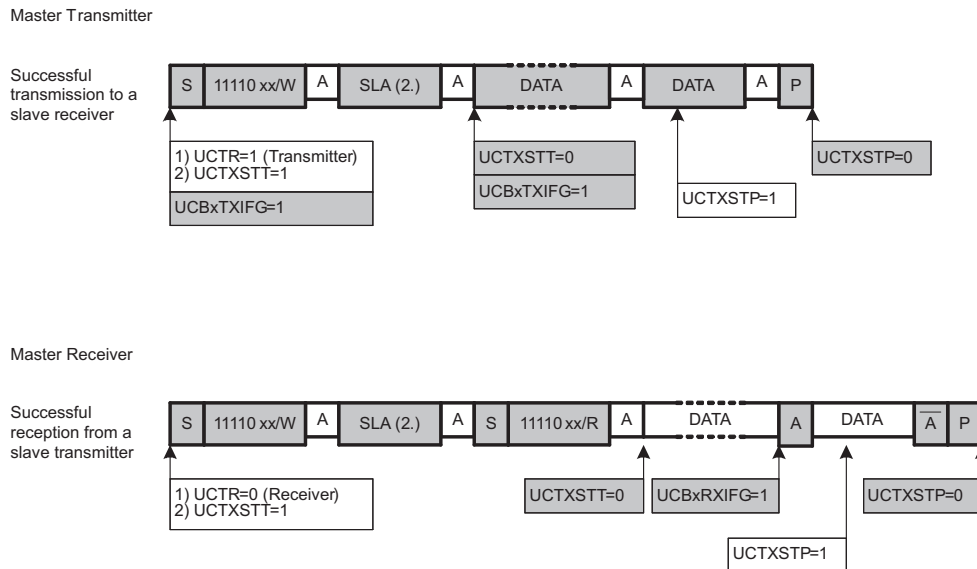 Master Transmitter
Successful
transmission to a
slave receiver
S 11110 xx/W A SLA (2.) A DATA A DATA A P
1) UCTR=1 (Transmitter)
2) UCTXSTT=1
UCBxTXIFG=1
UCTXSTT=0
UCBxTXIFG=1
UCTXSTP=1
UCTXSTP=0
Master Receiver
Successful
reception from a
slave transmitter
S 11110 xx/W A SLA (2.) A S 11110 xx/R A DATA A DATA A̅ P
1) UCTR=0 (Receiver)
2) UCTXSTT=1
UCTXSTT=0
UCBxRXIFG=1
UCTXSTP=1
UCTXSTP=0